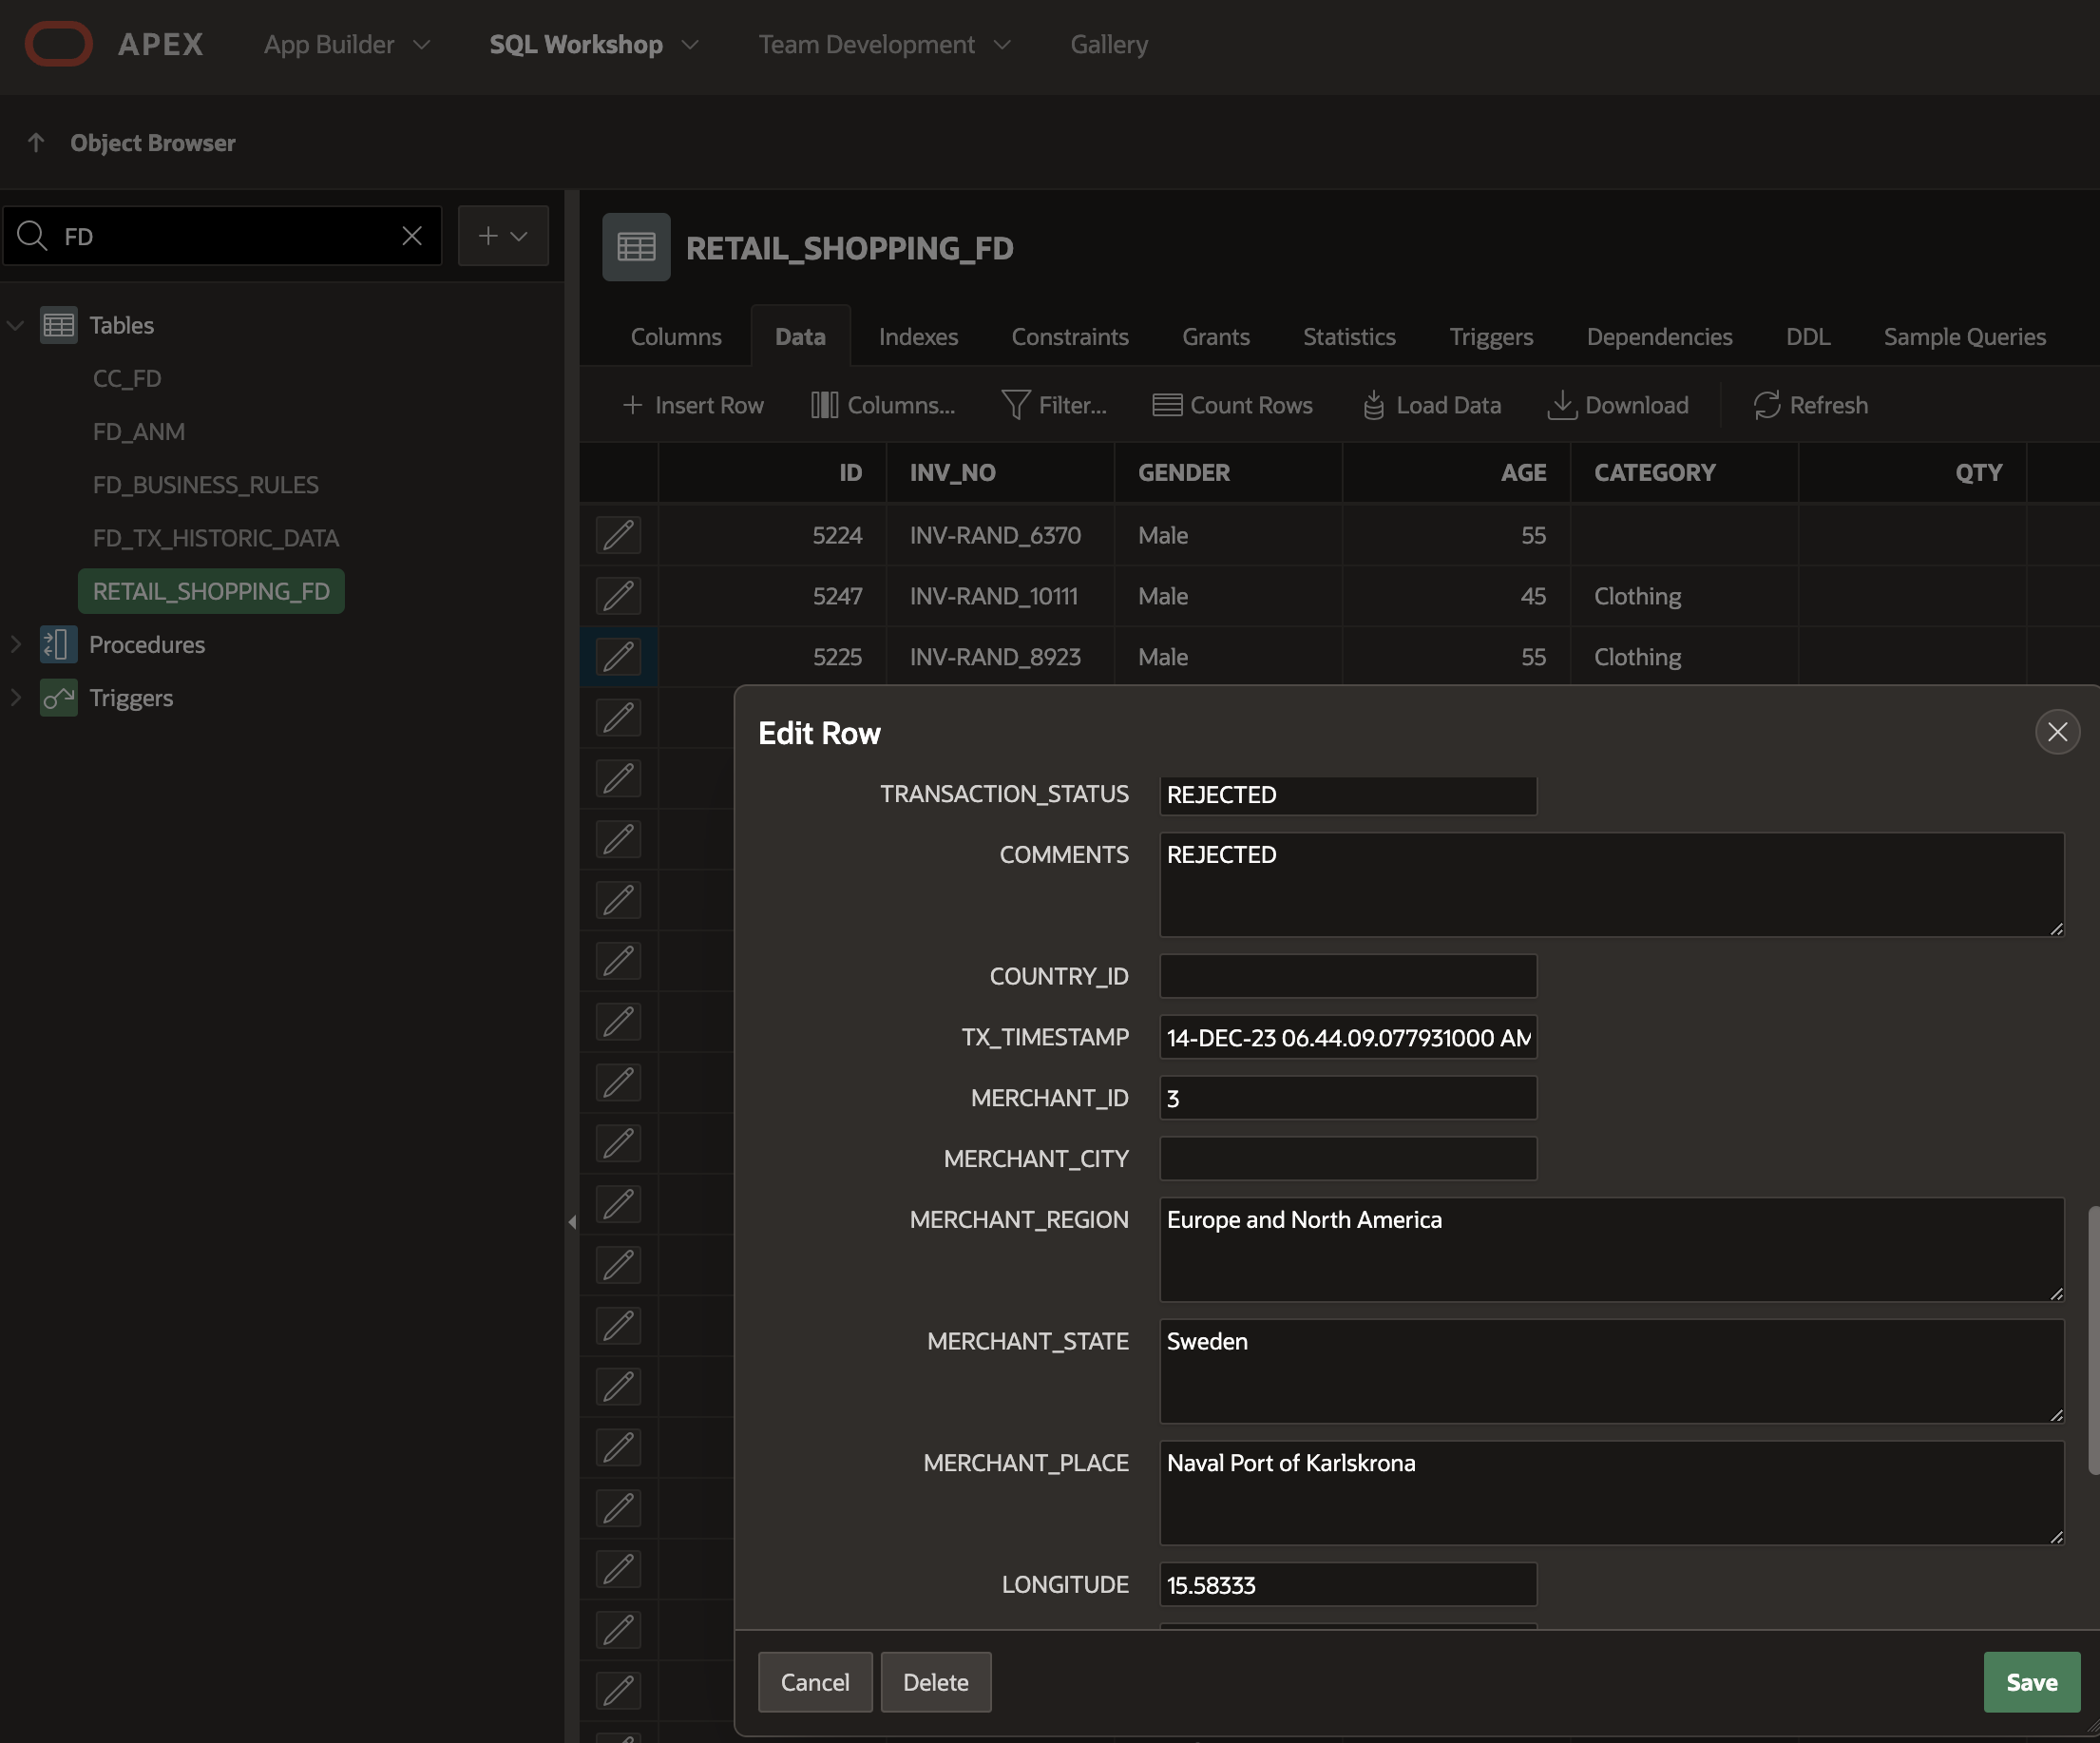 APEX App Builder SQL Workshop Team Development Gallery
Object Browser
FD
Tables
CC_FD
FD_ANM
FD_BUSINESS_RULES
FD_TX_HISTORIC_DATA
RETAIL_SHOPPING_FD
Procedures
Triggers
RETAIL_SHOPPING_FD
Columns Data Indexes Constraints Grants Statistics Triggers Dependencies DDL Sample Queries
Insert Row Columns... Filter... Count Rows Load Data Download Refresh
ID INV_NO GENDER AGE CATEGORY QTY
5224 INV-RAND_6370 Male 55
5247 INV-RAND_10111 Male 45 Clothing
5225 INV-RAND_8923 Male 55 Clothing
Edit Row
TRANSACTION_STATUS REJECTED
COMMENTS REJECTED
COUNTRY_ID
TX_TIMESTAMP 14-DEC-23 06.44.09.077931000 AM
MERCHANT_ID 3
MERCHANT_CITY
MERCHANT_REGION Europe and North America
MERCHANT_STATE Sweden
MERCHANT_PLACE Naval Port of Karlskrona
LONGITUDE 15.58333
Cancel Delete Save